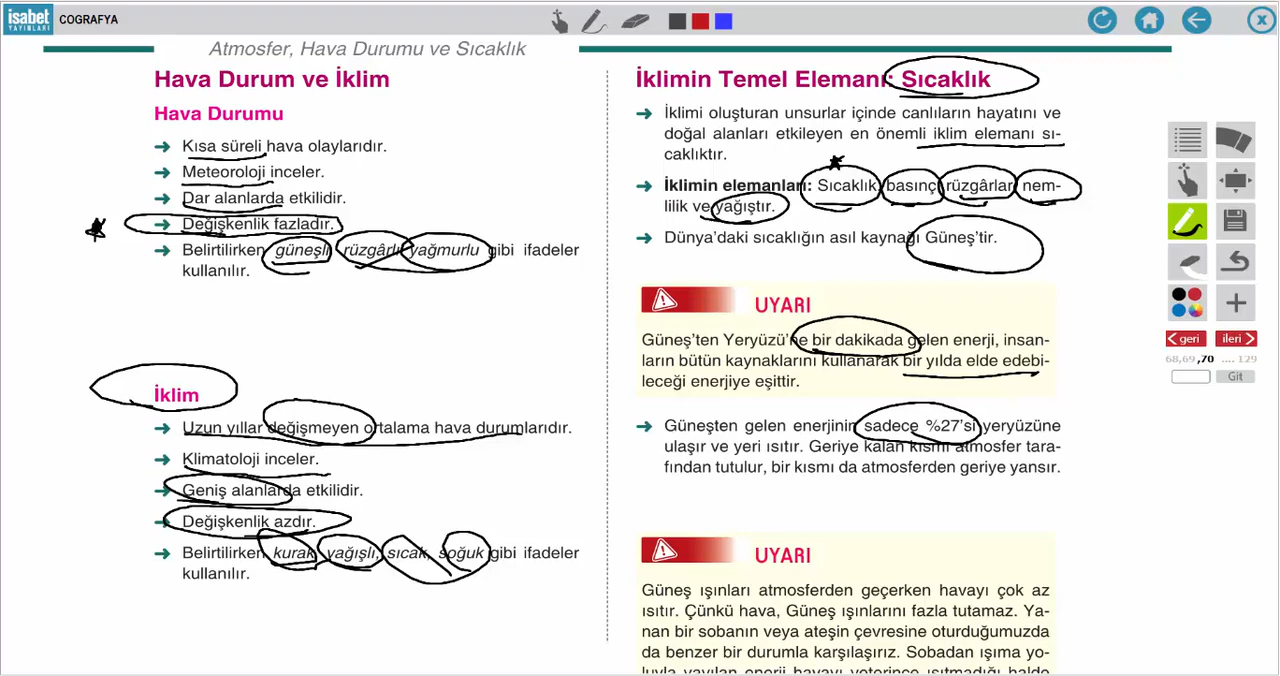 isabet
YAYINLARI
COGRAFYA
Atmosfer, Hava Durumu ve Sıcaklık
Hava Durum ve İklim
Hava Durumu
Kısa süreli hava olaylarıdır.
Meteoroloji inceler.
Dar alanlarda etkilidir.
Değişkenlik fazladır.
Belirtilirken güneşli, rüzgârlı, yağmurlu gibi ifadeler
kullanılır.
İklim
Uzun yıllar değişmeyen ortalama hava durumlarıdır.
Klimatoloji inceler.
Geniş alanlarda etkilidir.
Değişkenlik azdır.
Belirtilirken kurak, yağışlı, sıcak, soğuk gibi ifadeler
kullanılır.
İklimin Temel Elemanı: Sıcaklık
İklimi oluşturan unsurlar içinde canlıların hayatını ve
doğal alanları etkileyen en önemli iklim elemanı sı-
caklıktır.
İklimin elemanları: Sıcaklık, basınç, rüzgârlar, nem-
lilik ve yağıştır.
Dünya'daki sıcaklığın asıl kaynağı Güneş'tir.
UYARI
Güneş'ten Yeryüzü'ne bir dakikada gelen enerji, insan-
ların bütün kaynaklarını kullanarak bir yılda elde edebi-
leceği enerjiye eşittir.
Güneşten gelen enerjinin sadece %27'si yeryüzüne
ulaşır ve yeri ısıtır. Geriye kalan kısmı atmosfer tara-
fından tutulur, bir kısmı da atmosferden geriye yansır.
UYARI
Güneş ışınları atmosferden geçerken havayı çok az
ısıtır. Çünkü hava, Güneş ışınlarını fazla tutamaz. Ya-
nan bir sobanın veya ateşin çevresine oturduğumuzda
da benzer bir durumla karşılaşırız. Sobadan ışıma yo-
luyla yayılan enerji havayı yeterince ısıtmadığı halde
geri
ileri
68,69,70 .... 129
Git